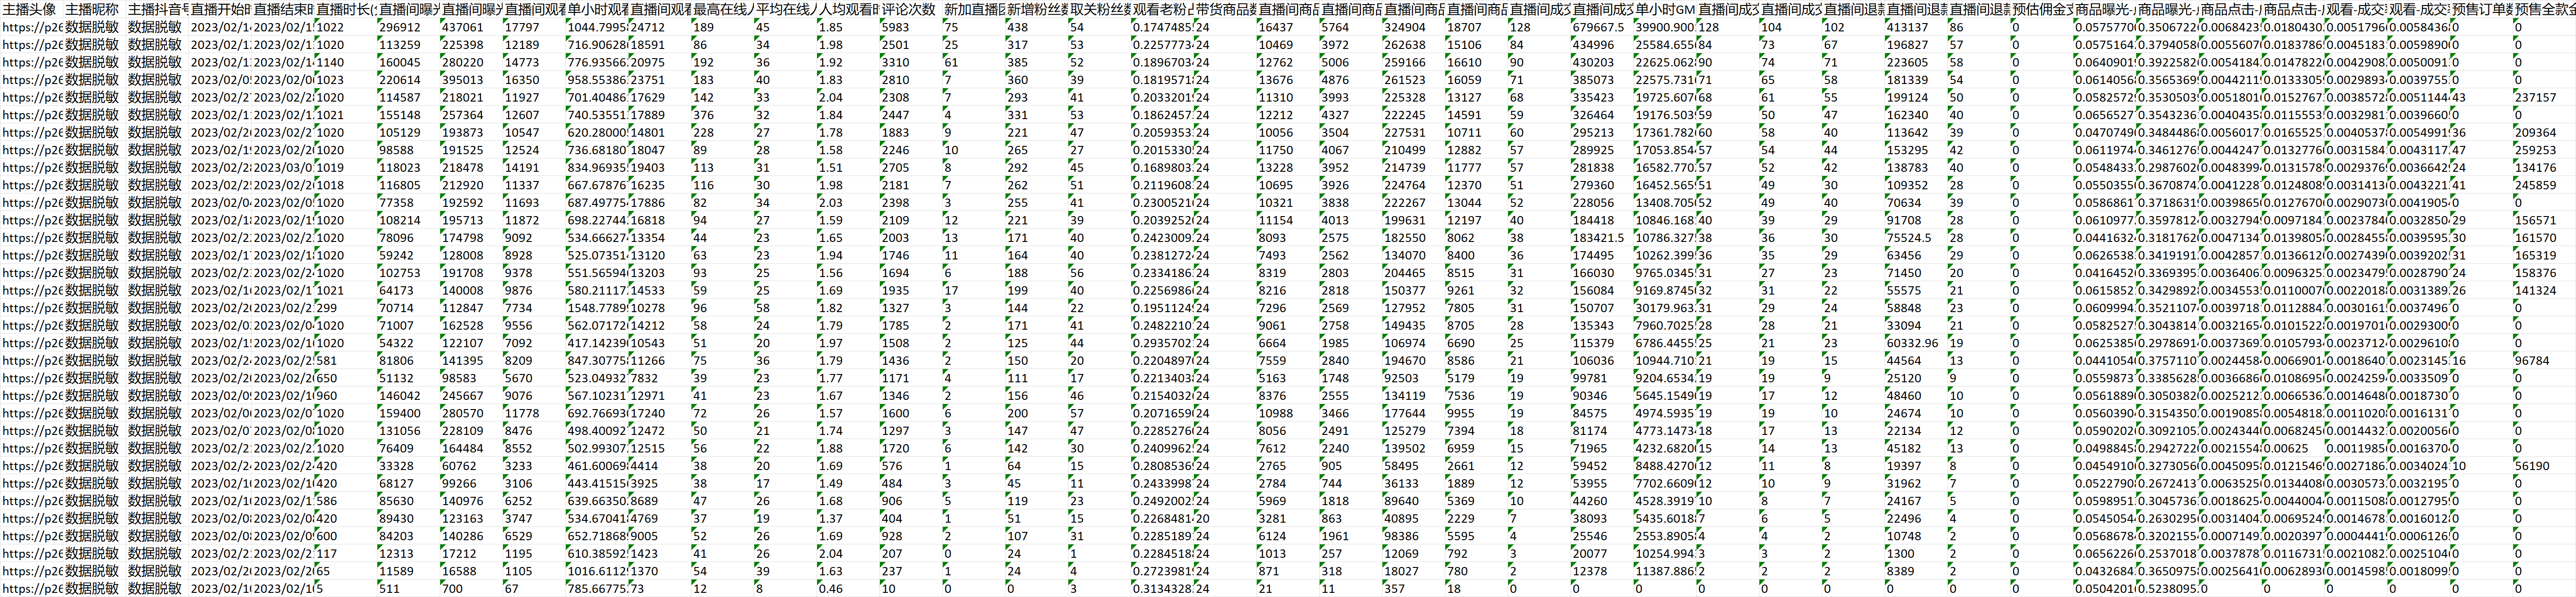 主播头像 主播昵称 主播抖音号 直播开始时 直播结束时 直播时长( 直播间曝光 直播间曝光 直播间观看 单小时观看 直播间观看 最高在线人 平均在线人 人均观看时 评论次数 新加直播团 新增粉丝数 取关粉丝数 观看老粉占 带货商品数 直播间商品 直播间商品 直播间商品 直播间商品 直播间成交 直播间成交 单小时GM 直播间成交 直播间成交 直播间退款 直播间退款 直播间退款 预估佣金支 商品曝光- 商品曝光- 商品点击- 商品点击- 观看-成交率 观看-成交率 预售订单数 预售全款金
https://p26 数据脱敏 数据脱敏 2023/02/14 2023/02/1 1022 296912 437061 17797 1044.7995 24712 189 45 1.85 5983 75 438 54 0.1747485 24 16437 5764 324904 18707 128 679667.5 39900.900 128 104 102 413137 86 0 0.0575770 0.3506722 0.006842 0.0180430 0.0051796 0.0058436 0 0
https://p26 数据脱敏 数据脱敏 2023/02/1 2023/02/1 1020 113259 225398 12189 716.90628 18591 86 34 1.98 2501 25 317 53 0.2257773 24 10469 3972 262638 15106 84 434996 25584.655 84 73 67 196827 57 0 0.0575164 0.3794058 0.0055607 0.0183786 0.0045183 0.0059890 0 0
https://p26 数据脱敏 数据脱敏 2023/02/1 2023/02/14 1140 160045 280220 14773 776.93566 20975 192 36 1.92 3310 61 385 52 0.1896703 24 12762 5006 259166 16610 90 430203 22625.062 90 74 71 223605 58 0 0.0640901 0.3922582 0.0054184 0.0147822 0.0042908 0.0050091 0 0
https://p26 数据脱敏 数据脱敏 2023/02/0 2023/02/0 1023 220614 395013 16350 958.55386 23751 183 40 1.83 2810 7 360 39 0.1819571 24 13676 4876 261523 16059 71 385073 22575.731 71 65 58 181339 54 0 0.0614056 0.3565369 0.0044211 0.0133305 0.0029893 0.0039755 0 0
https://p26 数据脱敏 数据脱敏 2023/02/2 2023/02/2 1020 114587 218021 11927 701.40486 17629 142 33 2.04 2308 7 293 41 0.2033201 24 11310 3993 225328 13127 68 335423 19725.607 68 61 55 199124 50 0 0.0582572 0.3530503 0.0051801 0.0152767 0.0038572 0.0051144 43 237157
https://p26 数据脱敏 数据脱敏 2023/02/1 2023/02/1 1021 155148 257364 12607 740.53551 17889 376 32 1.84 2447 4 331 53 0.1862457 24 12212 4327 222245 14591 59 326464 19176.503 59 50 47 162340 40 0 0.0656527 0.3543236 0.0040435 0.0115553 0.0032981 0.0039660 0 0
https://p26 数据脱敏 数据脱敏 2023/02/2 2023/02/2 1020 105129 193873 10547 620.28000 14801 228 27 1.78 1883 9 221 47 0.2059353 24 10056 3504 227531 10711 60 295213 17361.782 60 58 40 113642 39 0 0.0470749 0.3484486 0.0056017 0.0165525 0.0040537 0.0054991 36 209364
https://p26 数据脱敏 数据脱敏 2023/02/1 2023/02/2 1020 98588 191525 12524 736.68180 18047 89 28 1.58 2246 10 265 27 0.2015330 24 11750 4067 210499 12882 57 289925 17053.854 57 54 44 153295 42 0 0.0611974 0.3461276 0.0044247 0.0132776 0.0031584 0.0043117 47 259253
https://p26 数据脱敏 数据脱敏 2023/02/2 2023/03/0 1019 118023 218478 14191 834.96935 19403 113 31 1.51 2705 8 292 45 0.1689803 24 13228 3952 214739 11777 57 281838 16582.770 57 52 42 138783 40 0 0.0548433 0.2987602 0.0048399 0.0131578 0.0029376 0.0036642 24 134176
https://p26 数据脱敏 数据脱敏 2023/02/2 2023/02/2 1018 116805 212920 11337 667.67876 16235 116 30 1.98 2181 7 262 51 0.2119608 24 10695 3926 224764 12370 51 279360 16452.565 51 49 30 109352 28 0 0.0550355 0.3670874 0.0041228 0.0124808 0.0031413 0.0043221 41 245859
https://p26 数据脱敏 数据脱敏 2023/02/0 2023/02/0 1020 77358 192592 11693 687.49775 17886 82 34 2.03 2398 3 255 41 0.2300521 24 10321 3838 222267 13044 52 228056 13408.705 52 49 40 70634 39 0 0.0586861 0.3718631 0.0039865 0.0127670 0.0029073 0.0041905 0 0
https://p26 数据脱敏 数据脱敏 2023/02/1 2023/02/1 1020 108214 195713 11872 698.22744 16818 94 27 1.59 2109 12 221 39 0.2039252 24 11154 4013 199631 12197 40 184418 10846.168 40 39 29 91708 28 0 0.0610977 0.3597812 0.0032794 0.0097184 0.0023784 0.0032850 29 156571
https://p26 数据脱敏 数据脱敏 2023/02/2 2023/02/2 1020 78096 174798 9092 534.66627 13354 44 23 1.65 2003 13 171 40 0.2423009 24 8093 2575 182550 8062 38 183421.5 10786.327 38 36 30 75524.5 28 0 0.0441632 0.3181762 0.0047134 0.0139805 0.0028455 0.0039595 30 161570
https://p26 数据脱敏 数据脱敏 2023/02/1 2023/02/1 1020 59242 128008 8928 525.07351 13120 63 23 1.94 1746 11 164 40 0.2381272 24 7493 2562 134070 8400 36 174495 10262.399 36 35 29 63456 29 0 0.0626538 0.3419191 0.0042857 0.0136612 0.0027439 0.0039202 31 165319
https://p26 数据脱敏 数据脱敏 2023/02/2 2023/02/24 1020 102753 191708 9378 551.56594 13203 93 25 1.56 1694 6 188 56 0.2334186 24 8319 2803 204465 8515 31 166030 9765.0345 31 27 23 71450 20 0 0.0416452 0.3369395 0.0036406 0.0096325 0.0023479 0.0028790 24 158376
https://p26 数据脱敏 数据脱敏 2023/02/1 2023/02/1 1021 64173 140008 9876 580.21117 14533 59 25 1.69 1935 17 199 40 0.2256986 24 8216 2818 150377 9261 32 156084 9169.8745 32 31 22 55575 21 0 0.0615852 0.3429892 0.0034553 0.0110007 0.0022018 0.0031389 26 141324
https://p26 数据脱敏 数据脱敏 2023/02/2 2023/02/2 299 70714 112847 7734 1548.7789 10278 96 58 1.82 1327 3 144 22 0.1951124 24 7296 2569 127952 7805 31 150707 30179.963 31 29 24 58848 23 0 0.0609994 0.3521107 0.0039718 0.0112884 0.0030161 0.0037496 0 0
https://p26 数据脱敏 数据脱敏 2023/02/0 2023/02/04 1020 71007 162528 9556 562.07172 14212 58 24 1.79 1785 2 171 41 0.2482210 24 9061 2758 149435 8705 28 135343 7960.7025 28 28 21 33094 21 0 0.0582527 0.3043814 0.0032165 0.0101522 0.0019701 0.0029300 0 0
https://p26 数据脱敏 数据脱敏 2023/02/1 2023/02/1 1020 54322 122107 7092 417.14239 10543 51 20 1.97 1508 2 125 44 0.2935702 24 6664 1985 106974 6690 25 115379 6786.4455 25 21 23 60332.96 19 0 0.0625385 0.2978691 0.0037369 0.0105793 0.0023712 0.0029610 0 0
https://p26 数据脱敏 数据脱敏 2023/02/24 2023/02/2 581 81806 141395 8209 847.30775 11266 75 36 1.79 1436 2 150 20 0.2204897 24 7559 2840 194670 8586 21 106036 10944.710 21 19 15 44564 13 0 0.0441054 0.3757110 0.0024458 0.0066901 0.0018640 0.0023145 16 96784
https://p26 数据脱敏 数据脱敏 2023/02/2 2023/02/2 650 51132 98583 5670 523.04932 7832 39 23 1.77 1171 4 111 17 0.2213403 24 5163 1748 92503 5179 19 99781 9204.6534 19 19 9 25120 9 0 0.0559873 0.3385628 0.0036680 0.0108695 0.0024259 0.0033509 0 0
https://p26 数据脱敏 数据脱敏 2023/02/0 2023/02/1 960 146042 245667 9076 567.10231 12971 41 23 1.67 1346 2 156 46 0.2154032 24 8376 2555 134119 7536 19 90346 5645.1549 19 17 12 48460 10 0 0.0561889 0.3050382 0.0025212 0.0066536 0.0014648 0.0018730 0 0
https://p26 数据脱敏 数据脱敏 2023/02/0 2023/02/0 1020 159400 280570 11778 692.76693 17240 72 26 1.57 1600 6 200 57 0.2071659 24 10988 3466 177644 9955 19 84575 4974.5935 19 19 10 24674 10 0 0.0560390 0.3154350 0.0019085 0.0054818 0.0011020 0.0016131 0 0
https://p26 数据脱敏 数据脱敏 2023/02/0 2023/02/0 1020 131056 228109 8476 498.40092 12472 50 21 1.74 1297 3 147 47 0.2285276 24 8056 2491 125279 7394 18 81174 4773.1473 18 17 13 22134 12 0 0.0590202 0.3092105 0.0024344 0.0068245 0.0014432 0.0020056 0 0
https://p26 数据脱敏 数据脱敏 2023/02/2 2023/02/2 1020 76409 164484 8552 502.99307 12515 56 22 1.88 1720 6 142 30 0.2409962 24 7612 2240 139502 6959 15 71965 4232.6820 15 14 13 45182 13 0 0.0498845 0.2942722 0.0021554 0.00625 0.0011985 0.0016370 0 0
https://p26 数据脱敏 数据脱敏 2023/02/24 2023/02/24 420 33328 60762 3233 461.60069 4414 38 20 1.69 576 1 64 15 0.2808536 24 2765 905 58495 2661 12 59452 8488.4270 12 11 8 19397 8 0 0.0454910 0.3273056 0.0045095 0.0121546 0.0027186 0.0034024 10 56190
https://p26 数据脱敏 数据脱敏 2023/02/1 2023/02/1 420 68127 99266 3106 443.41515 3925 38 17 1.49 484 3 45 11 0.2433998 24 2784 744 36133 1889 12 53955 7702.6609 12 10 9 31962 7 0 0.0522790 0.2672413 0.0063525 0.0134408 0.0030573 0.0032195 0 0
https://p26 数据脱敏 数据脱敏 2023/02/1 2023/02/1 586 85630 140976 6252 639.66350 8689 47 26 1.68 906 5 119 23 0.2492002 24 5969 1818 89640 5369 10 44260 4528.3919 10 8 7 24167 5 0 0.0598951 0.3045736 0.0018625 0.0044004 0.0011508 0.0012795 0 0
https://p26 数据脱敏 数据脱敏 2023/02/0 2023/02/0 420 89430 123163 3747 534.67041 4769 37 19 1.37 404 1 51 15 0.2268481 20 3281 863 40895 2229 7 38093 5435.6018 7 6 5 22496 4 0 0.0545054 0.2630295 0.0031404 0.0069524 0.0014678 0.0016012 0 0
https://p26 数据脱敏 数据脱敏 2023/02/0 2023/02/0 600 84203 140286 6529 652.71868 9005 52 26 1.69 928 2 107 31 0.2285189 24 6124 1961 98386 5595 4 25546 2553.8905 4 4 2 10748 2 0 0.0568678 0.3202155 0.0007149 0.0020397 0.0004441 0.0006126 0 0
https://p26 数据脱敏 数据脱敏 2023/02/2 2023/02/2 117 12313 17212 1195 610.38592 1423 41 26 2.04 207 0 24 1 0.2284518 24 1013 257 12069 792 3 20077 10254.994 3 3 2 1300 2 0 0.0656226 0.2537018 0.0037878 0.0116731 0.0021082 0.0025104 0 0
https://p26 数据脱敏 数据脱敏 2023/02/2 2023/02/2 65 11589 16588 1105 1016.6112 1370 54 39 1.63 237 1 24 4 0.2723981 24 871 318 18027 780 2 12378 11387.886 2 2 2 8389 2 0 0.0432684 0.3650975 0.0025641 0.0062893 0.0014598 0.0018099 0 0
https://p26 数据脱敏 数据脱敏 2023/02/1 2023/02/1 5 511 700 67 785.66775 73 12 8 0.46 10 0 0 3 0.3134328 24 21 11 357 18 0 0 0 0 0 0 0 0 0 0.0504201 0.5238095 0 0 0 0 0 0